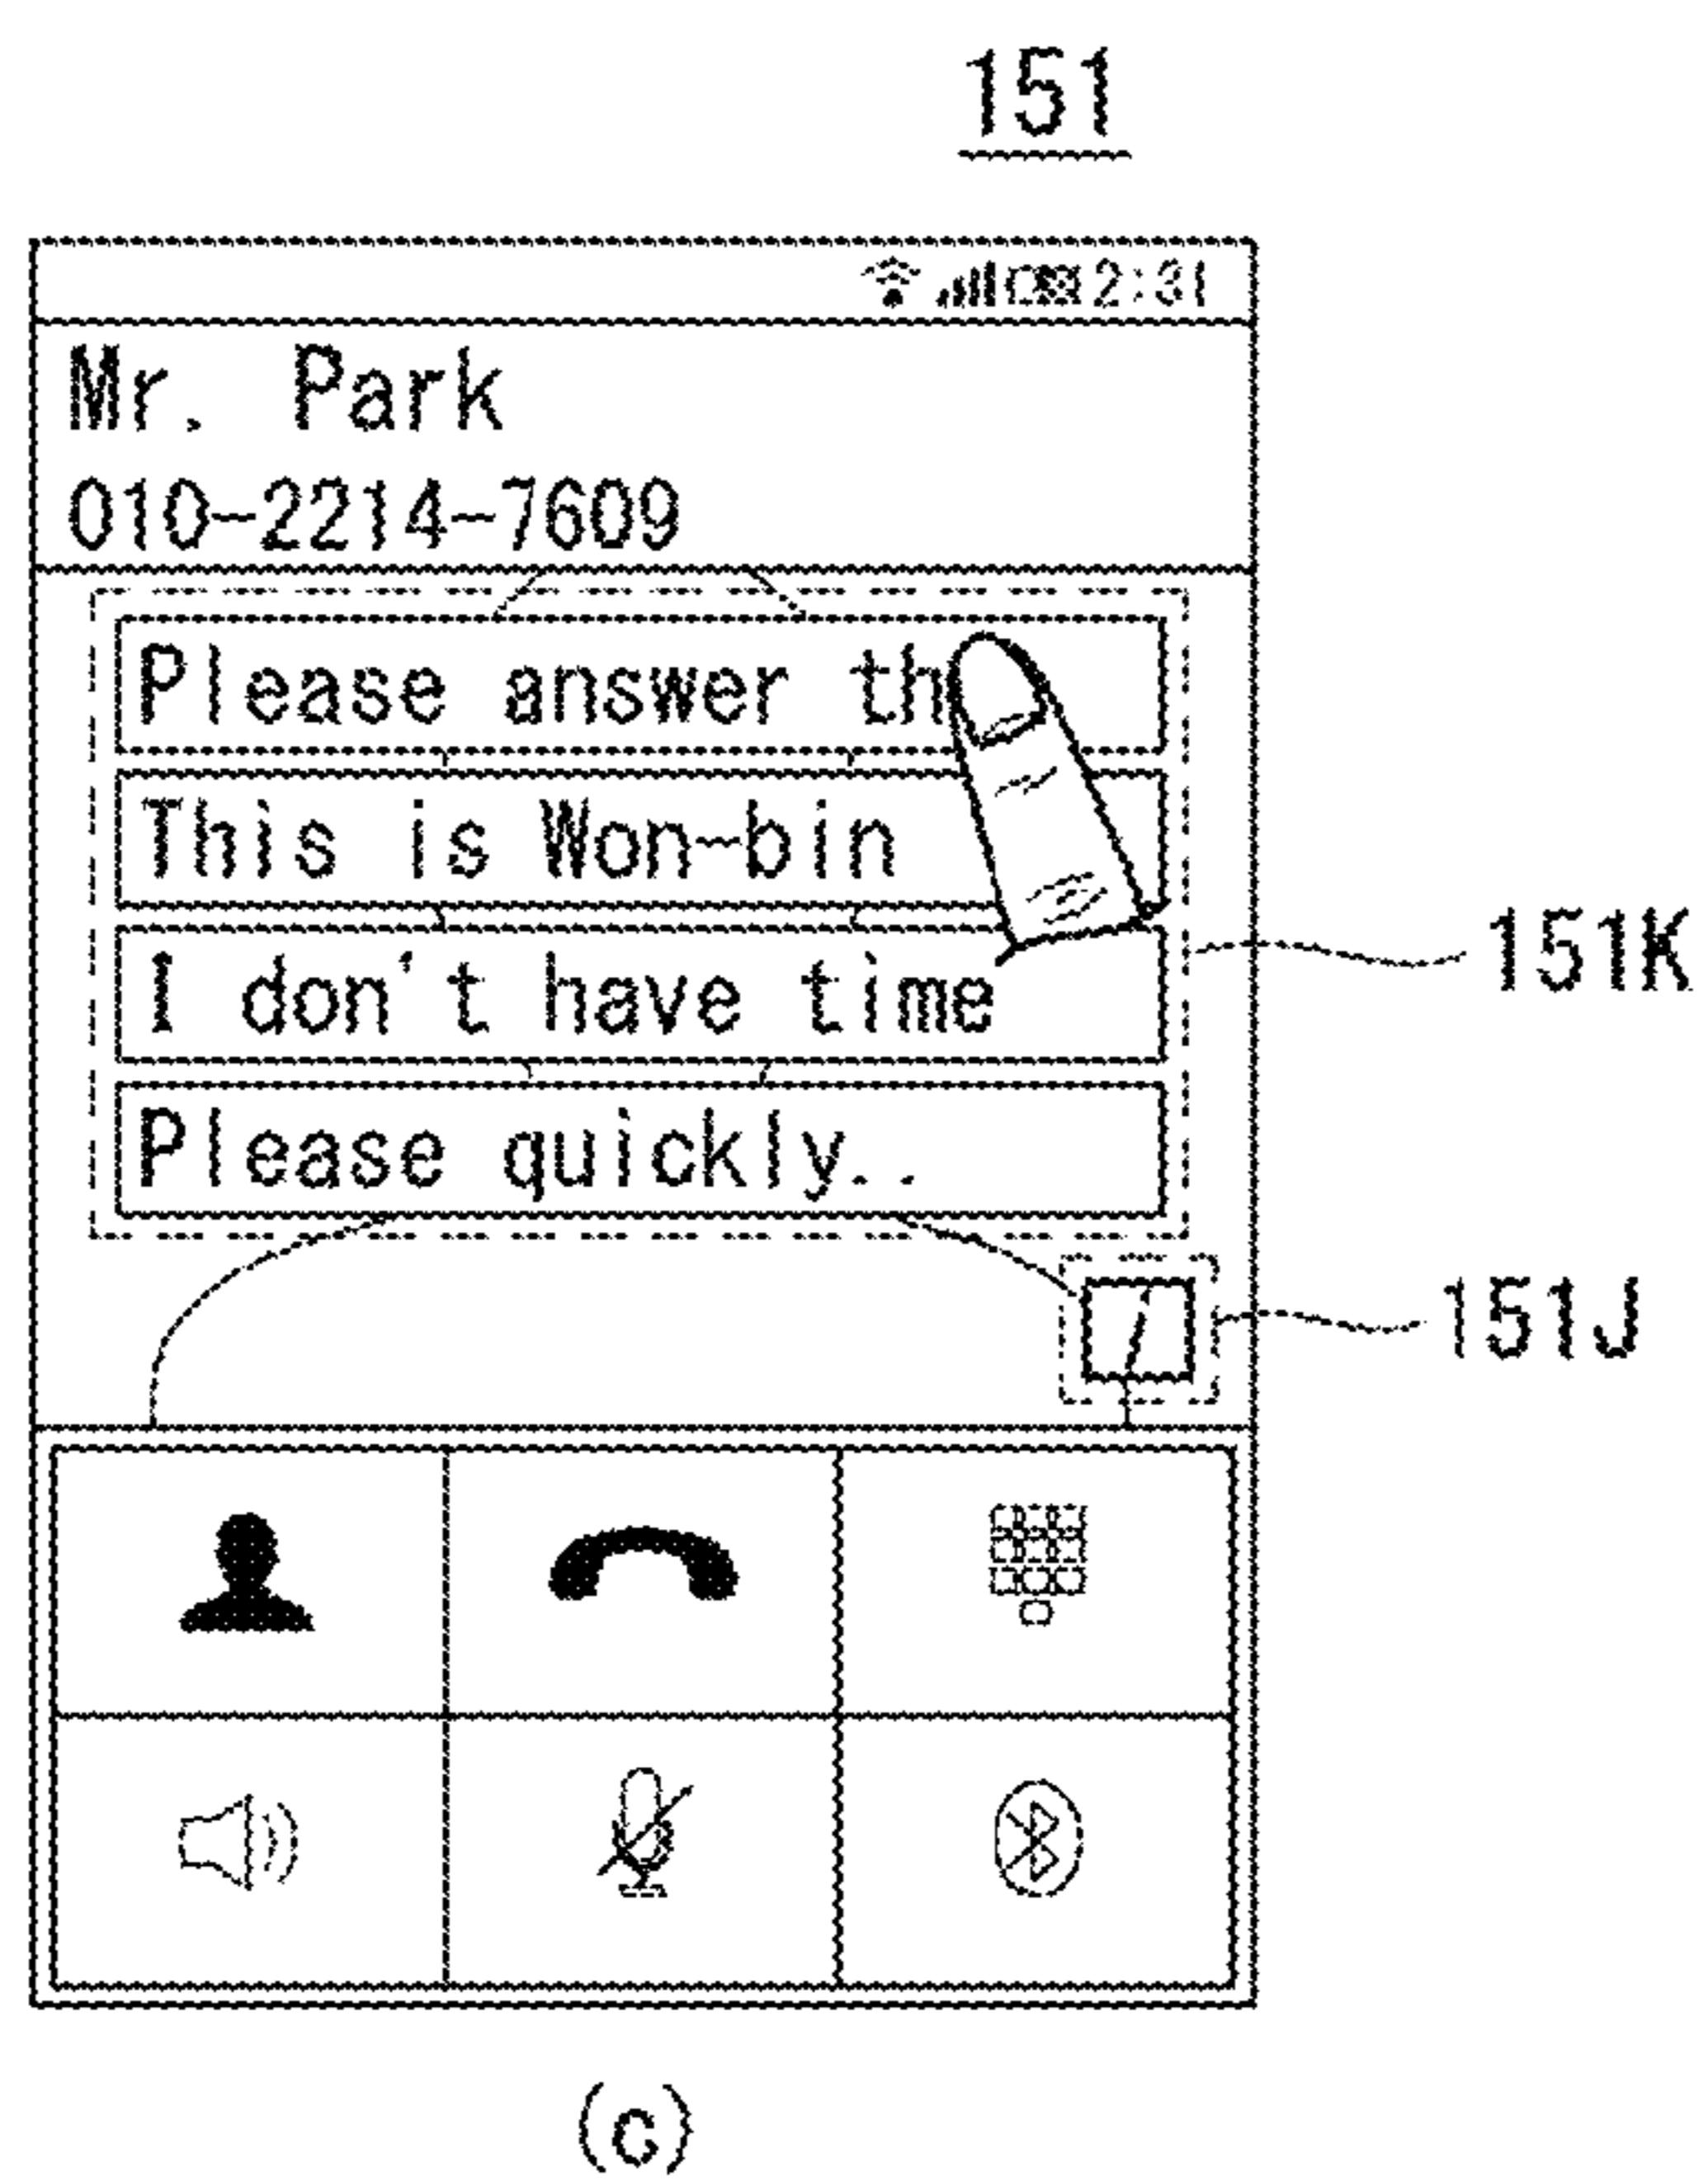 151
2:31
Mr. Park
010-2214-7609
Please answer th
This is Won-bin
I don't have time
Please quickly..
151K
151J
(c)